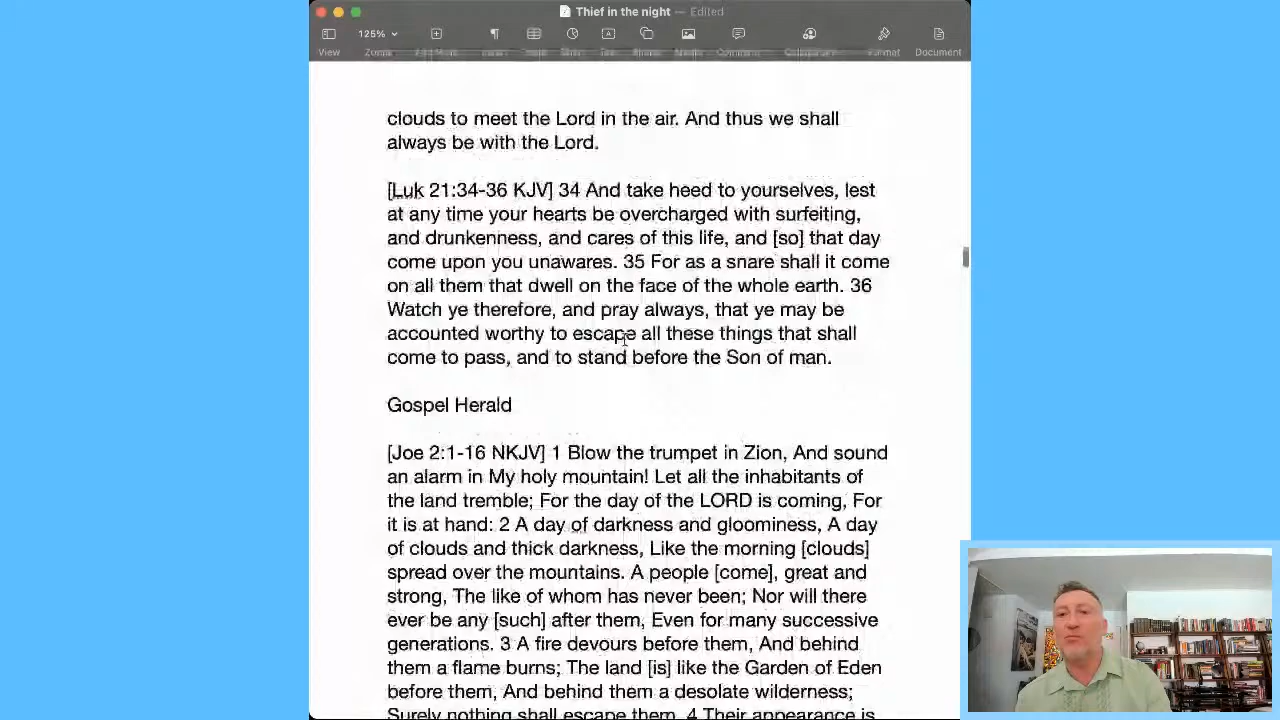 Thief in the night — Edited
125%
View Zoom Format Document
clouds to meet the Lord in the air. And thus we shall
always be with the Lord.
[Luk 21:34-36 KJV] 34 And take heed to yourselves, lest
at any time your hearts be overcharged with surfeiting,
and drunkenness, and cares of this life, and [so] that day
come upon you unawares. 35 For as a snare shall it come
on all them that dwell on the face of the whole earth. 36
Watch ye therefore, and pray always, that ye may be
accounted worthy to escape all these things that shall
come to pass, and to stand before the Son of man.
Gospel Herald
[Joe 2:1-16 NKJV] 1 Blow the trumpet in Zion, And sound
an alarm in My holy mountain! Let all the inhabitants of
the land tremble; For the day of the LORD is coming, For
it is at hand: 2 A day of darkness and gloominess, A day
of clouds and thick darkness, Like the morning [clouds]
spread over the mountains. A people [come], great and
strong, The like of whom has never been; Nor will there
ever be any [such] after them, Even for many successive
generations. 3 A fire devours before them, And behind
them a flame burns; The land [is] like the Garden of Eden
before them, And behind them a desolate wilderness;
Surely nothing shall escape them. 4 Their appearance is